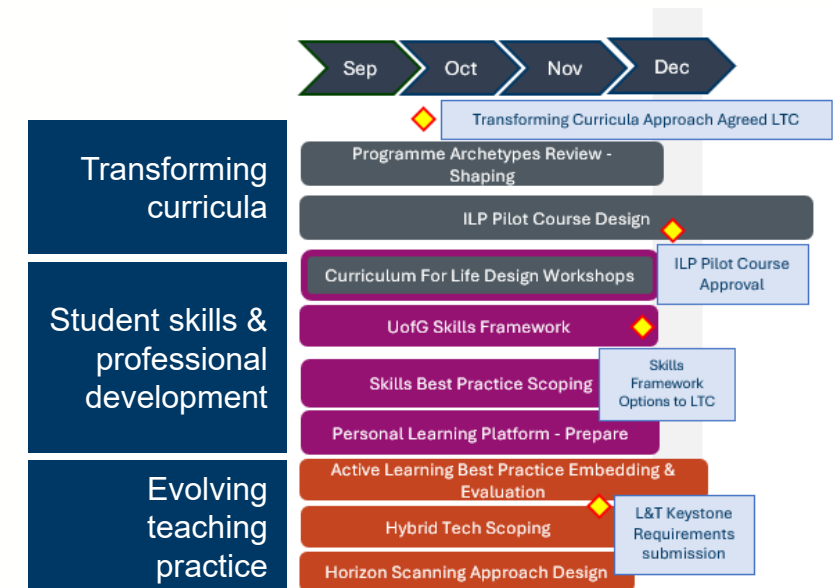 Sep
Oct
Nov
Dec
Transforming Curricula Approach Agreed LTC
Transforming
curricula
Programme Archetypes Review -
Shaping
ILP Pilot Course Design
ILP Pilot Course
Approval
Student skills &
professional
development
Curriculum For Life Design Workshops
UofG Skills Framework
Skills Best Practice Scoping
Skills
Framework
Options to LTC
Personal Learning Platform - Prepare
Evolving
teaching
practice
Active Learning Best Practice Embedding &
Evaluation
Hybrid Tech Scoping
L&T Keystone
Requirements
submission
Horizon Scanning Approach Design